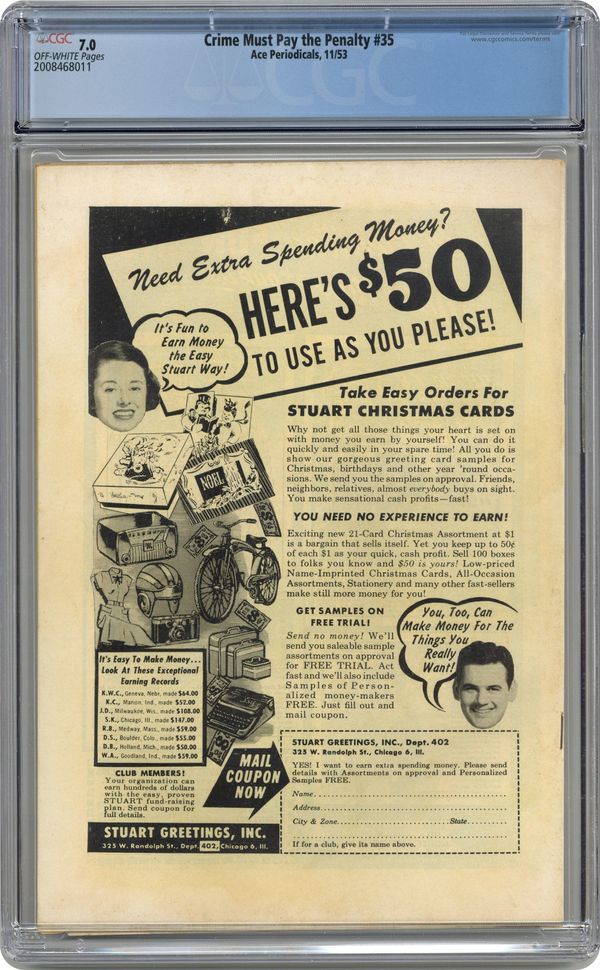 CGC 7.0
OFF-WHITE Pages
2008468011
Crime Must Pay the Penalty #35
Ace Periodicals, 11/53
www.cgccomics.com/terms
CGC
Need Extra Spending Money?
HERE'S $50
TO USE AS YOU PLEASE!
It's Fun to
Earn Money
the Easy
Stuart Way!
Take Easy Orders For
STUART CHRISTMAS CARDS
Why not get all those things your heart is set on
with money you earn by yourself! You can do it
quickly and easily in your spare time! All you do is
show our gorgeous greeting card samples for
Christmas, birthdays and other year 'round occa-
sions. We send you the samples on approval. Friends,
neighbors, relatives, almost everybody buys on sight.
You make sensational cash profits—fast!
NOEL
YOU NEED NO EXPERIENCE TO EARN!
Exciting new 21-Card Christmas Assortment at $1
is a bargain that sells itself. Yet you keep up to 50¢
of each $1 as your quick, cash profit. Sell 100 boxes
to folks you know and $50 is yours! Low-priced
Name-Imprinted Christmas Cards, All-Occasion
Assortments, Stationery and many other fast-sellers
make still more money for you!
GET SAMPLES ON
FREE TRIAL!
Send no money! We'll
send you saleable sample
assortments on approval
for FREE TRIAL. Act
fast and we'll also include
Samples of Person-
alized money-makers
FREE. Just fill out and
mail coupon.
You, Too, Can
Make Money For The
Things You
Really
Want!
It's Easy To Make Money...
Look At These Exceptional
Earning Records
K.W.C., Geneva, Nebr, made $64.00
K.C., Marion, Ind., made $52.00
J.D., Milwaukee, Wis., made $108.00
S.K., Chicago, Ill., made $147.00
R.B., Medway, Mass., made $59.00
D.S., Boulder, Colo., made $55.00
D.B., Holland, Mich., made $50.00
W.A., Goodland, Ind., made $59.00
CLUB MEMBERS!
Your organization can
earn hundreds of dollars
with the easy, proven
STUART fund-raising
plan. Send coupon for
full details.
MAIL
COUPON
NOW
STUART GREETINGS, INC.
325 W. Randolph St., Dept. 402, Chicago 6, Ill.
STUART GREETINGS, INC., Dept. 402
325 W. Randolph St., Chicago 6, Ill.
YES! I want to earn extra spending money. Please send
details with Assortments on approval and Personalized
Samples FREE.
Name
Address
City & Zone State
If for a club, give its name above.